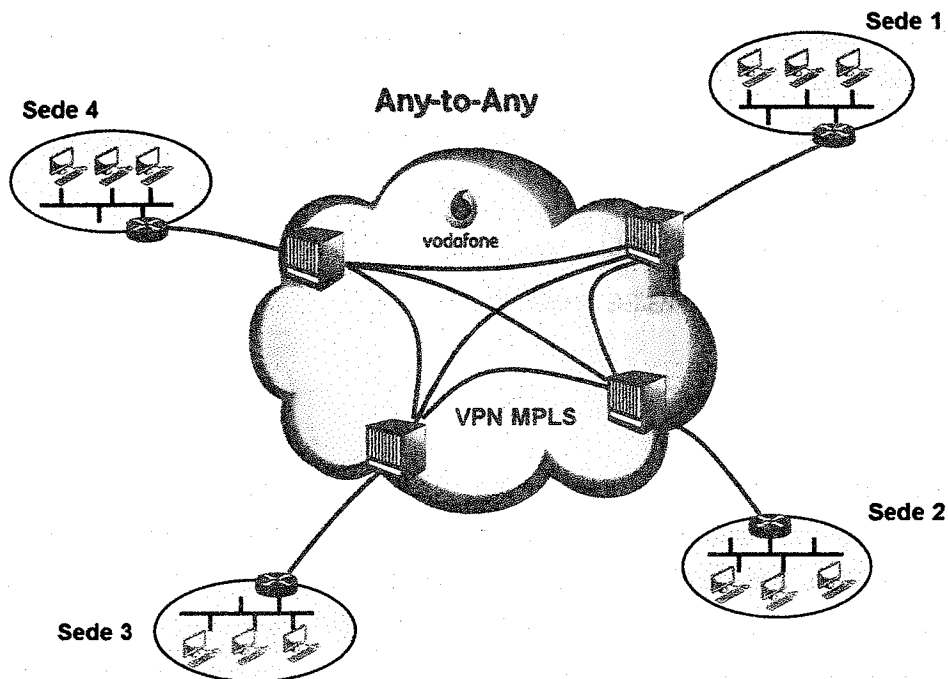 Sede 1
Any-to-Any
Sede 4
vodafone
VPN MPLS
Sede 2
Sede 3